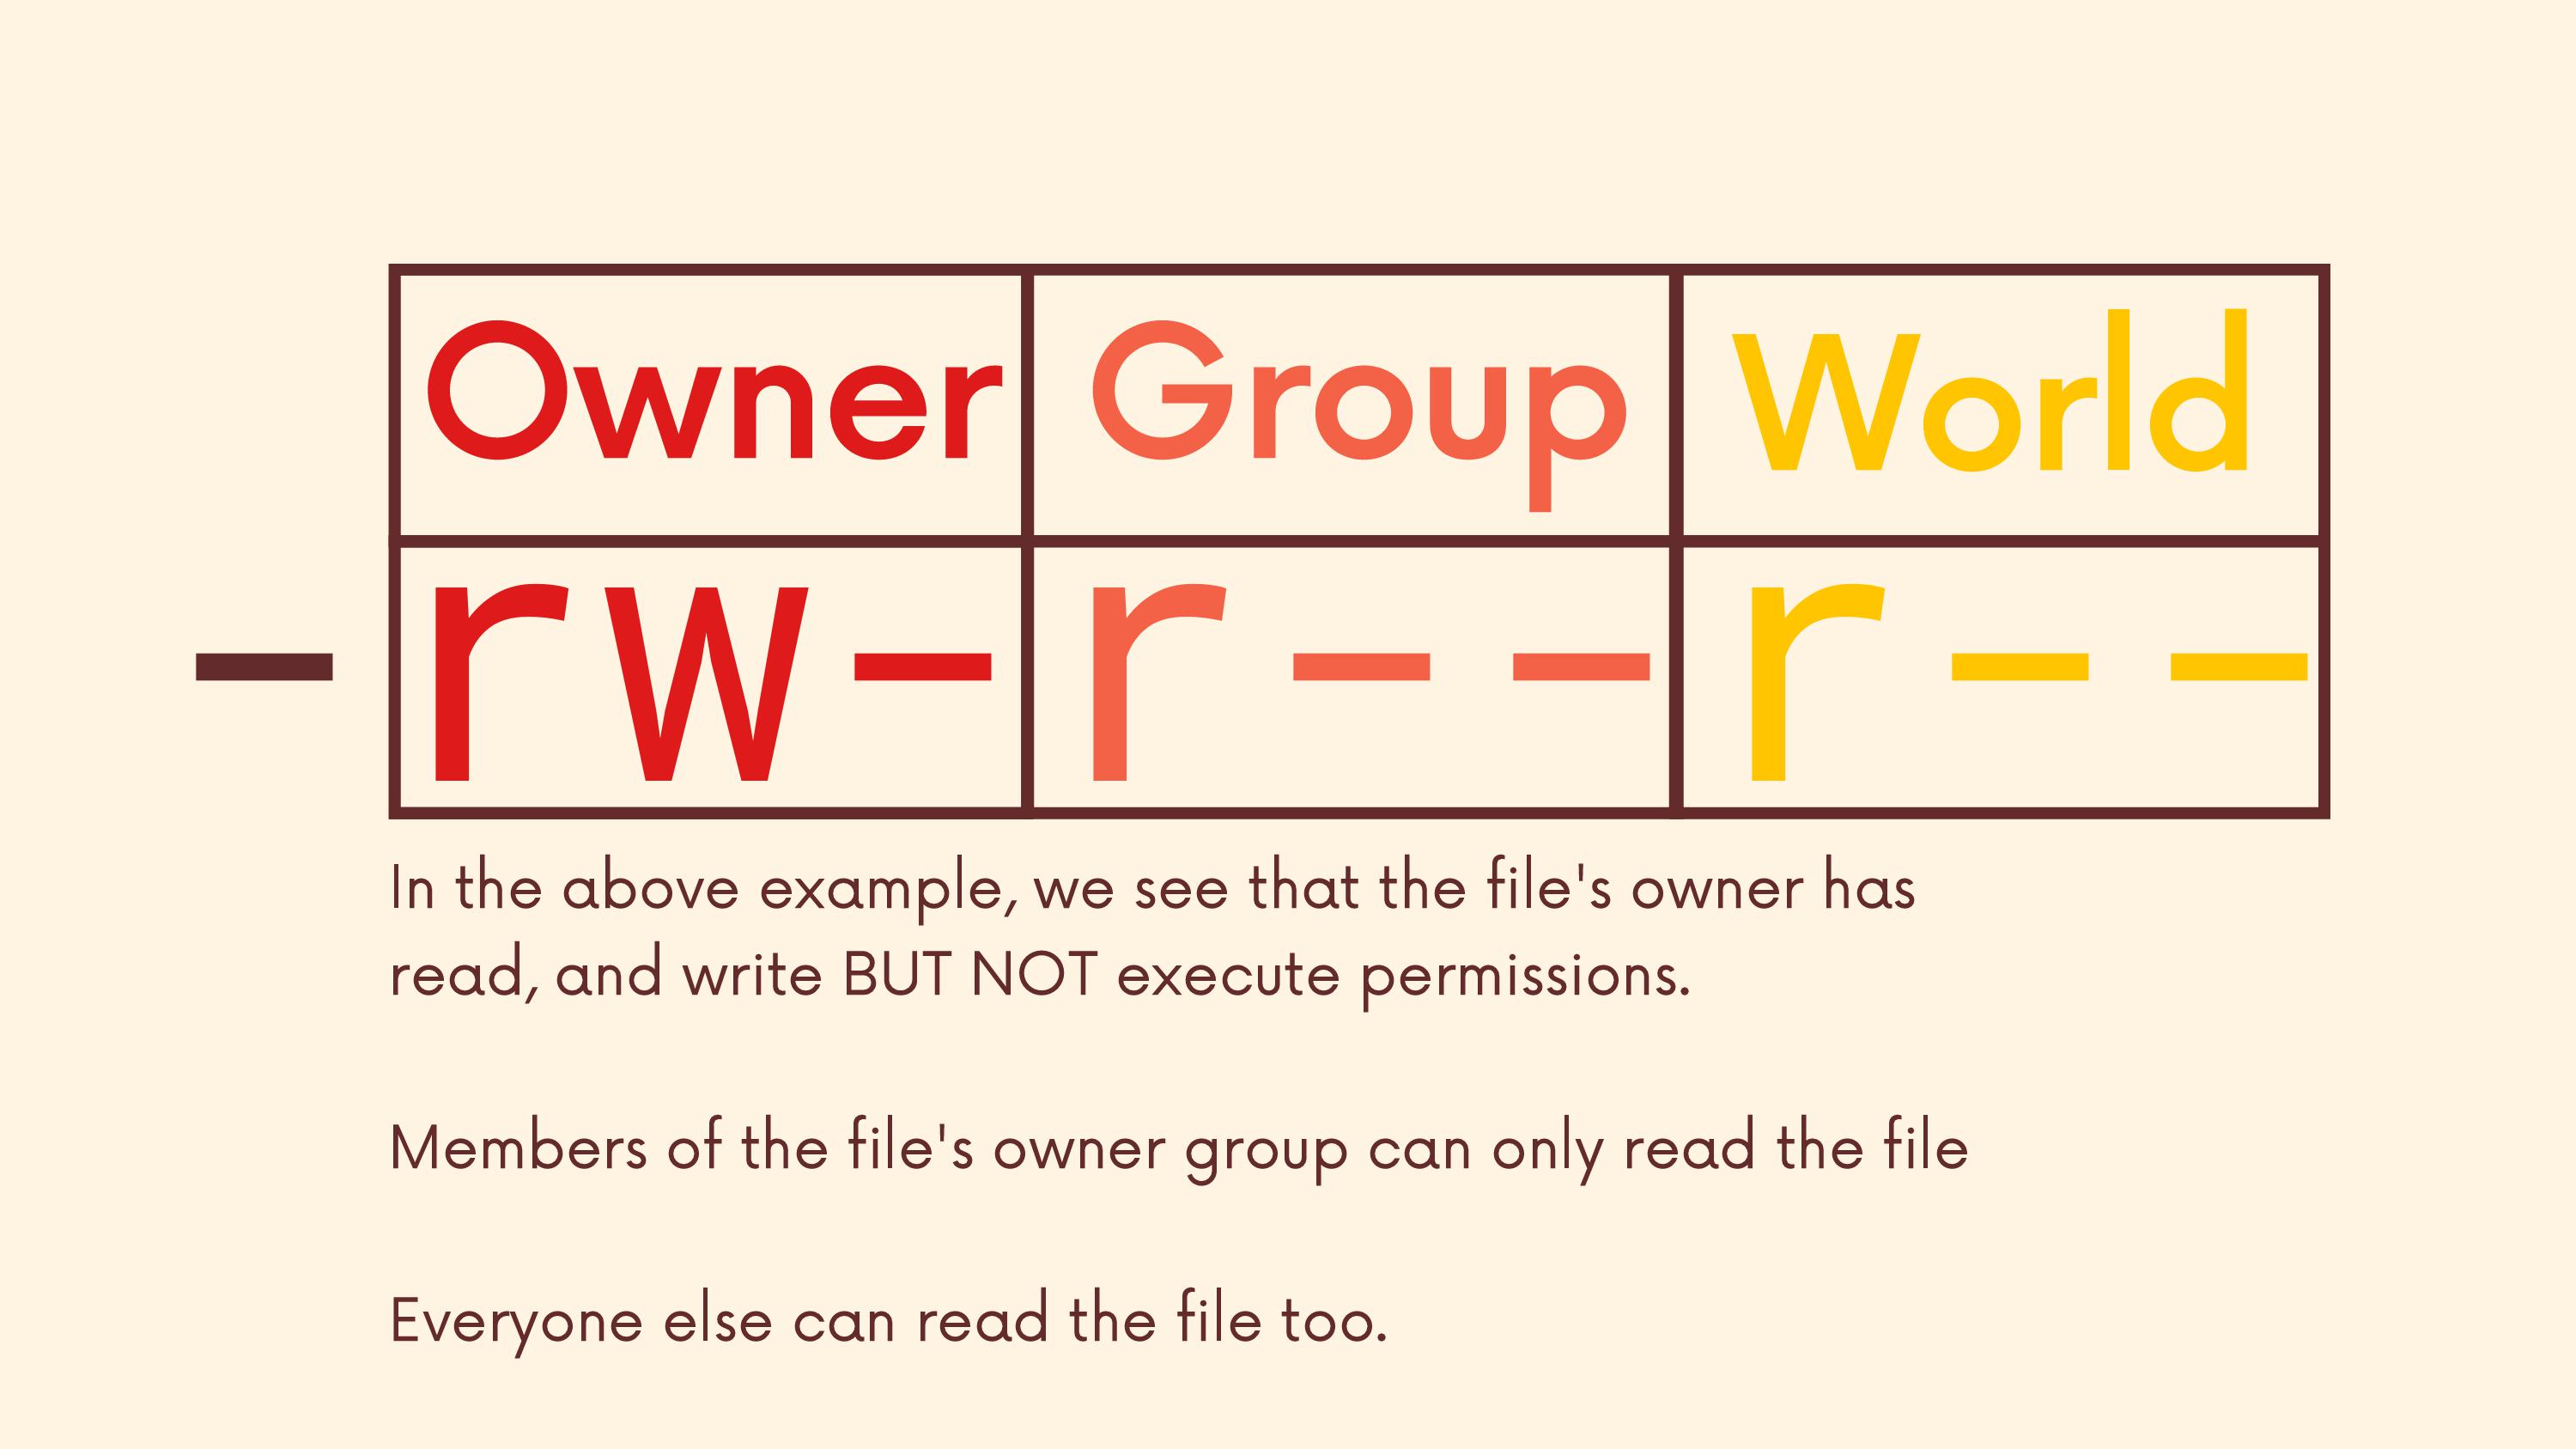 Owner Group World
- rw- r-- r--
In the above example, we see that the file's owner has
read, and write BUT NOT execute permissions.
Members of the file's owner group can only read the file
Everyone else can read the file too.